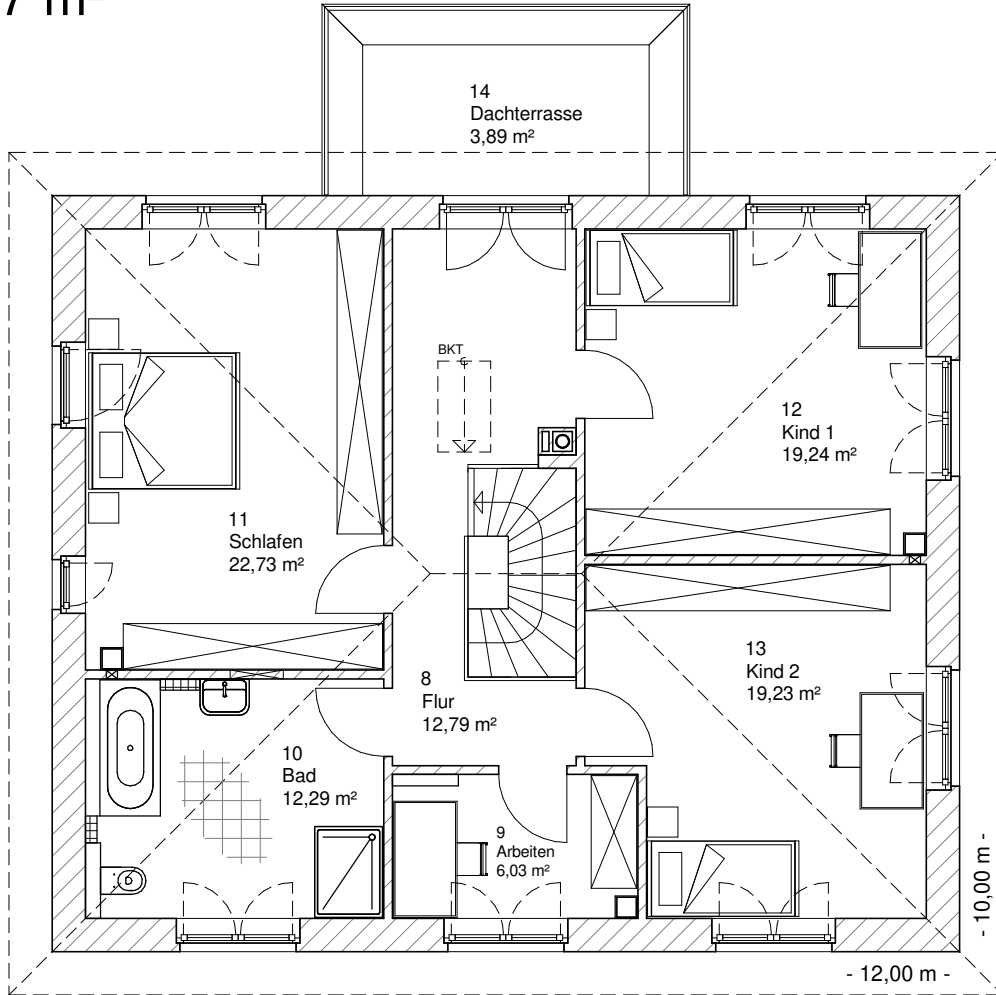 7 m²
14
Dachterrasse
3,89 m²
BKT
12
Kind 1
19,24 m²
11
Schlafen
22,73 m²
13
Kind 2
19,23 m²
8
Flur
12,79 m²
10
Bad
12,29 m²
9
Arbeiten
6,03 m²
- 10,00 m -
- 12,00 m -